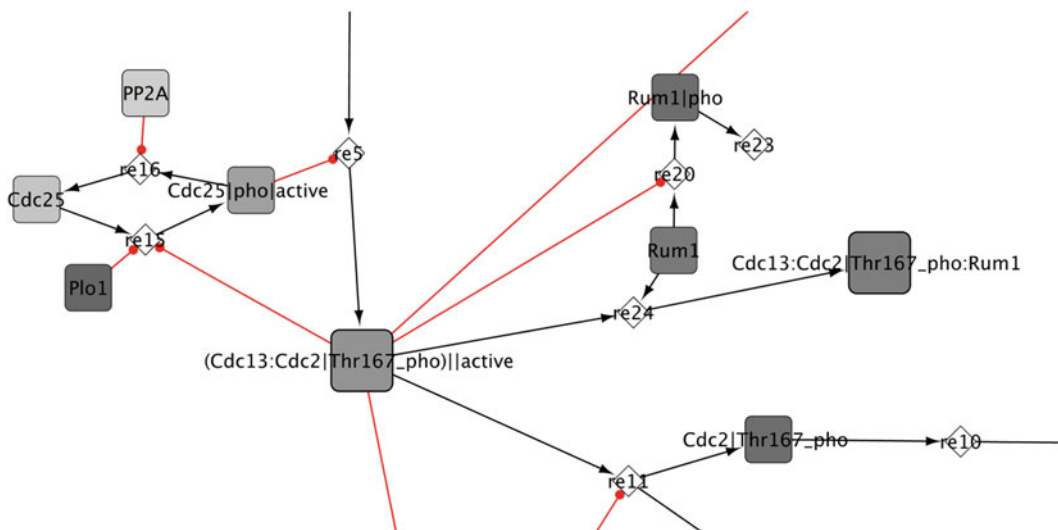 PP2A
Rum1|pho
re23
re5
re16
re20
Cdc25|pho|active
Cdc25
re15
Rum1
Cdc13:Cdc2|Thr167_pho:Rum1
Plo1
re24
(Cdc13:Cdc2|Thr167_pho)||active
Cdc2|Thr167_pho
re10
re11